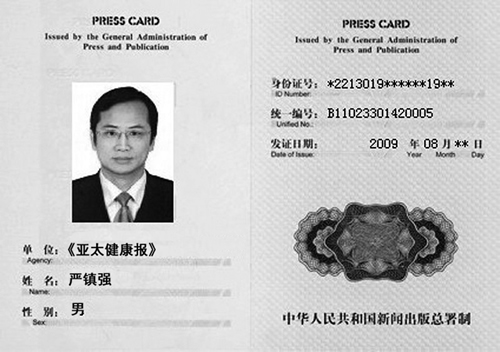 PRESS CARD
Issued by the General Administration of
Press and Publication
单 位：《亚太健康报》
Agency:
姓 名： 严镇强
Name:
性 别： 男
Sex:
PRESS CARD
Issued by the General Administration of
Press and Publication
身份证号： *2213019******19**
ID Number:
统一编号： B11023301420005
Unified No.:
发证日期： 2009 年 08 月 ** 日
Date of Issue: Year Month Day
中华人民共和国新闻出版总署制